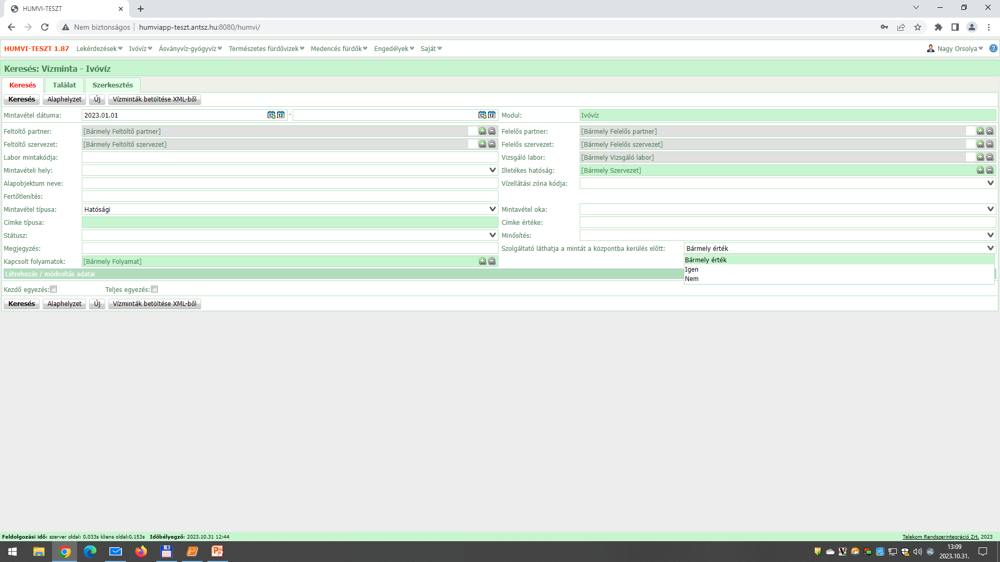 HUMVI-TESZT
Nem biztonságos humviapp-teszt.antsz.hu:8080/humvi/
HUMVI-TESZT 1.87 Lekérdezések Ivóvíz Ásványvíz-gyógyvíz Természetes fürdővizek Medencés fürdők Engedélyek Saját Nagy Orsolya ?
Keresés: Vízminta - Ivóvíz
Keresés Találat Szerkesztés
Keresés Alaphelyzet Új Vízminták betöltése XML-ből
Mintavétel dátuma: 2023.01.01 12 12 - 12 12 Modul: Ivóvíz
Feltöltő partner: [Bármely Feltöltő partner] Felelős partner: [Bármely Felelős partner]
Feltöltő szervezet: [Bármely Feltöltő szervezet] Felelős szervezet: [Bármely Felelős szervezet]
Labor mintakódja: Vizsgáló labor: [Bármely Vizsgáló labor]
Mintavételi hely: Illetékes hatóság: [Bármely Szervezet]
Alapobjektum neve: Vízellátási zóna kódja:
Fertőtlenítés:
Mintavétel típusa: Hatósági Mintavétel oka:
Címke típusa: Címke értéke:
Státusz: Minősítés:
Megjegyzés: Szolgáltató láthatja a mintát a központba kerülés előtt: Bármely érték
Kapcsolt folyamatok: [Bármely Folyamat] Bármely érték
Igen
Létrehozás / módosítás adatai
Nem
Kezdő egyezés: Teljes egyezés:
Keresés Alaphelyzet Új Vízminták betöltése XML-ből
Feldolgozási idő: szerver oldal: 0,033s kliens oldal:0,153s Időbélyegző: 2023.10.31 12:44 Telekom Rendszerintegráció Zrt. 2023
13:09
2023.10.31.